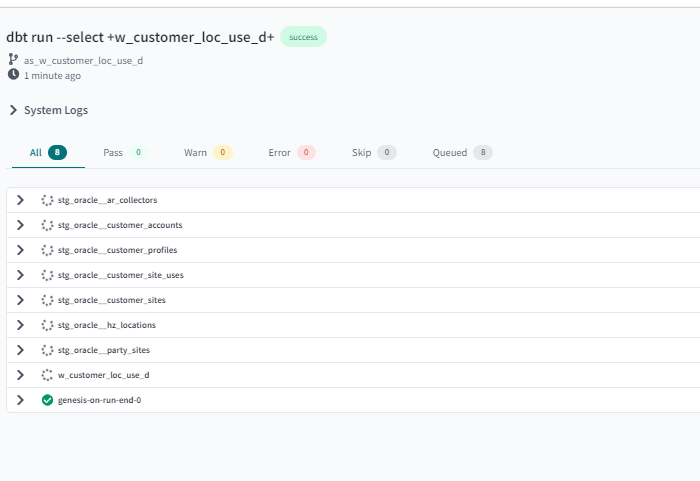 dbt run --select +w_customer_loc_use_d+ success
as_w_customer_loc_use_d
1 minute ago
System Logs
All 8 Pass 0 Warn 0 Error 0 Skip 0 Queued 8
stg_oracle__ar_collectors
stg_oracle__customer_accounts
stg_oracle__customer_profiles
stg_oracle__customer_site_uses
stg_oracle__customer_sites
stg_oracle__hz_locations
stg_oracle__party_sites
w_customer_loc_use_d
genesis-on-run-end-0